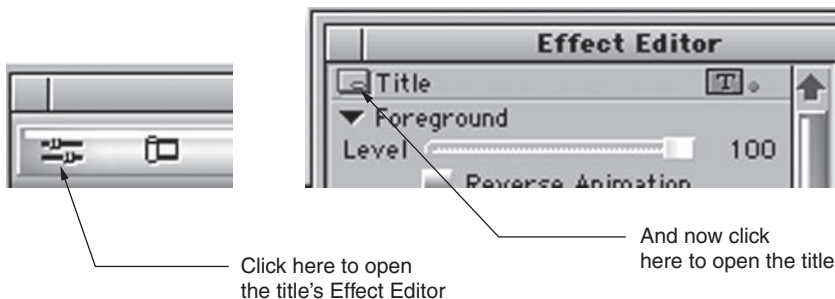 Effect Editor
Title
T
Foreground
Level 100
Reverse Animation
Click here to open
the title's Effect Editor
And now click
here to open the title